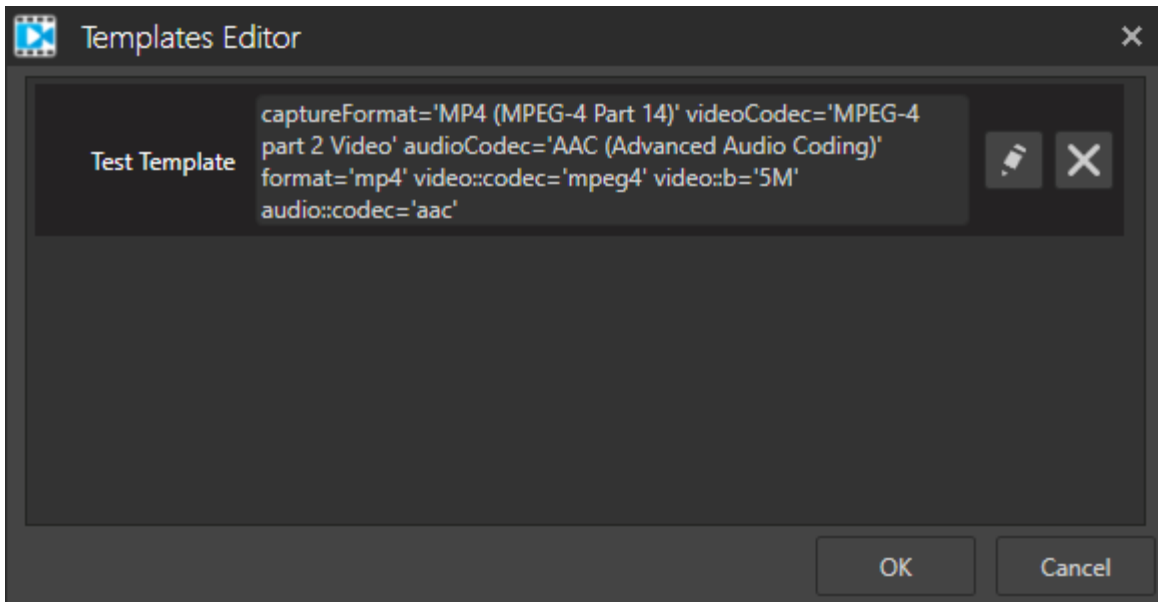 Templates Editor
Test Template
captureFormat='MP4 (MPEG-4 Part 14)' videoCodec='MPEG-4
part 2 Video' audioCodec='AAC (Advanced Audio Coding)'
format='mp4' video::codec='mpeg4' video::b='5M'
audio::codec='aac'
OK
Cancel